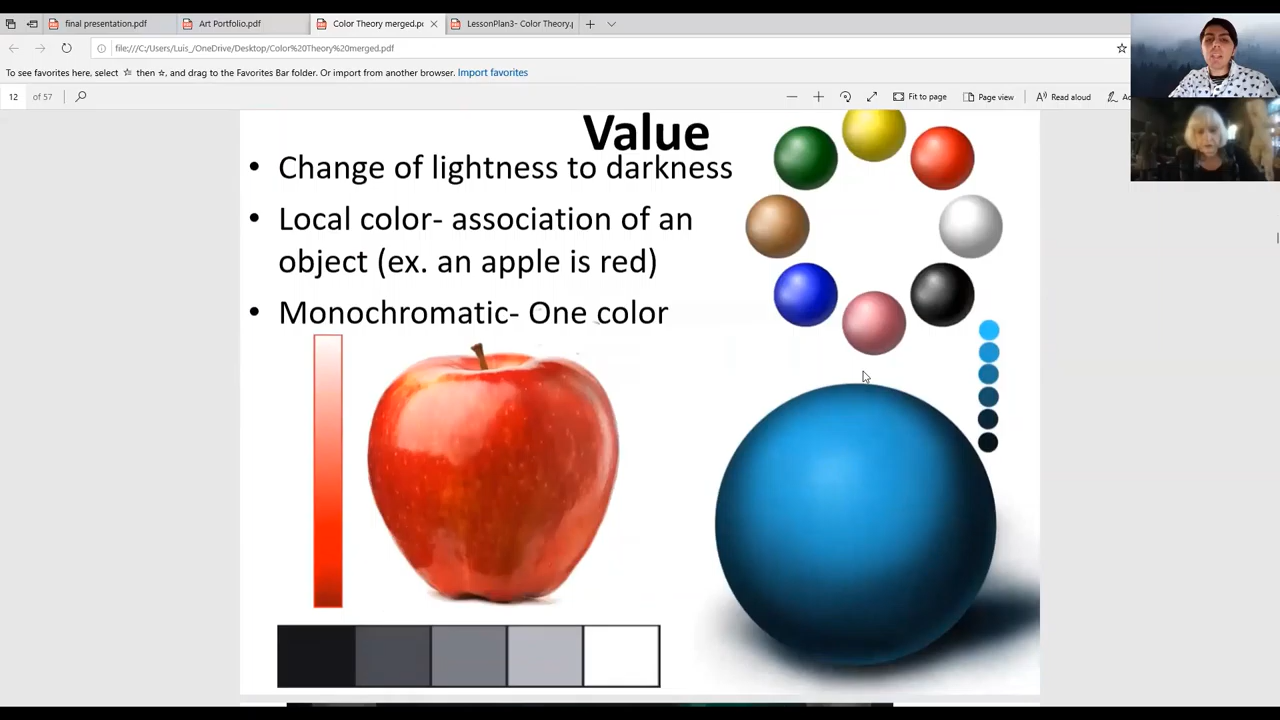 final presentation.pdf
Art Portfolio.pdf
Color Theory merged.pc
LessonPlan3- Color Theory.p
file:///C:/Users/Luis_/OneDrive/Desktop/Color%20Theory%20merged.pdf
To see favorites here, select then, and drag to the Favorites Bar folder. Or import from another browser. Import favorites
12 of 57
Fit to page
Page view
Read aloud
Value
• Change of lightness to darkness
• Local color- association of an
object (ex. an apple is red)
• Monochromatic- One color